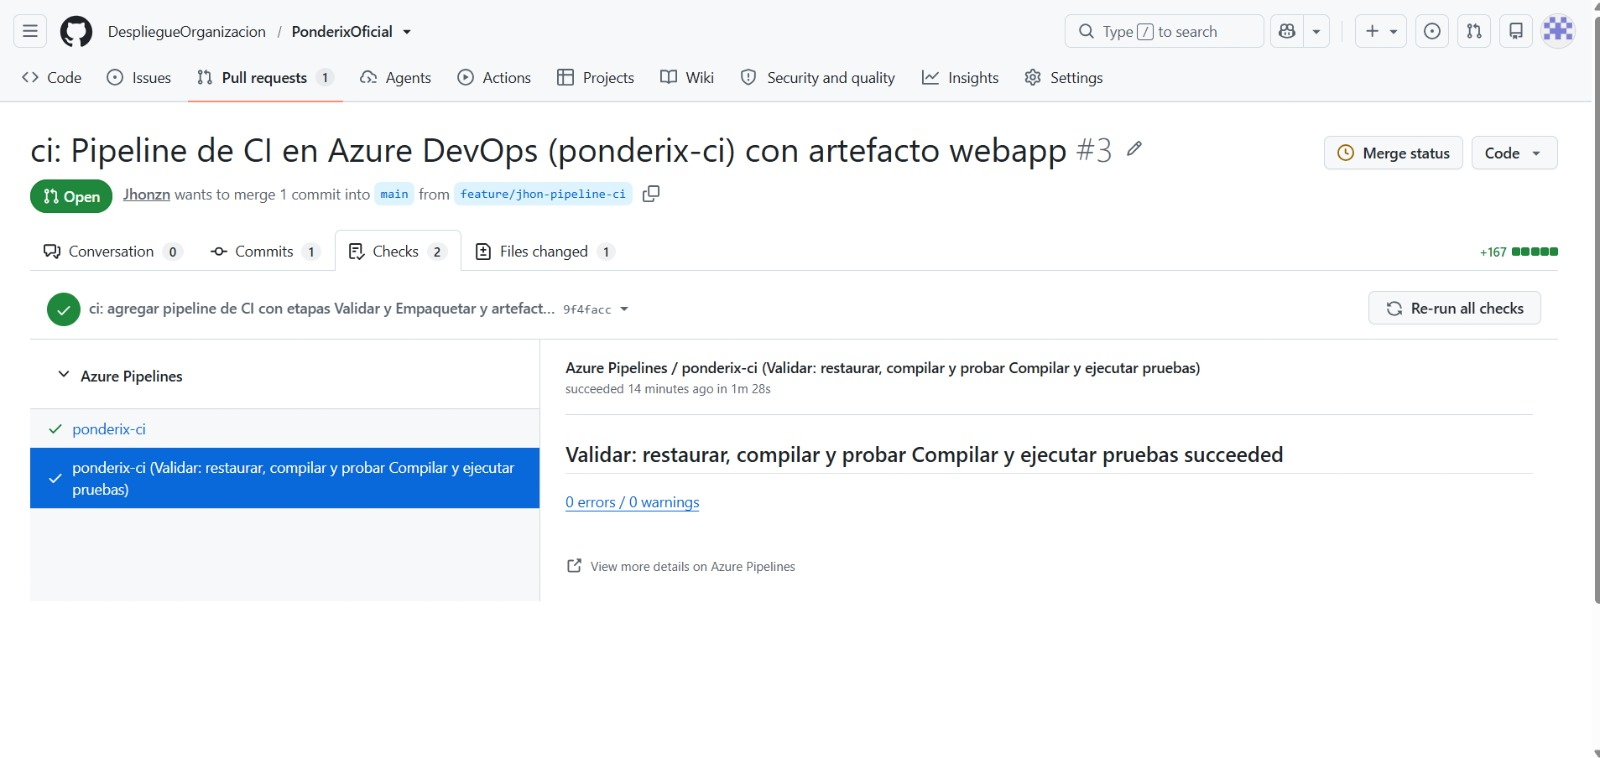 DespliegueOrganizacion / PonderixOficial
Type / to search
Code
Issues
Pull requests 1
Agents
Actions
Projects
Wiki
Security and quality
Insights
Settings
ci: Pipeline de CI en Azure DevOps (ponderix-ci) con artefacto webapp #3
Merge status
Code
Open
Jhonzn wants to merge 1 commit into main from feature/jhon-pipeline-ci
Conversation 0
Commits 1
Checks 2
Files changed 1
+167
ci: agregar pipeline de CI con etapas Validar y Empaquetar y artefact... 9f4facc
Re-run all checks
Azure Pipelines
ponderix-ci
ponderix-ci (Validar: restaurar, compilar y probar Compilar y ejecutar
pruebas)
Azure Pipelines / ponderix-ci (Validar: restaurar, compilar y probar Compilar y ejecutar pruebas)
succeeded 14 minutes ago in 1m 28s
Validar: restaurar, compilar y probar Compilar y ejecutar pruebas succeeded
0 errors / 0 warnings
View more details on Azure Pipelines